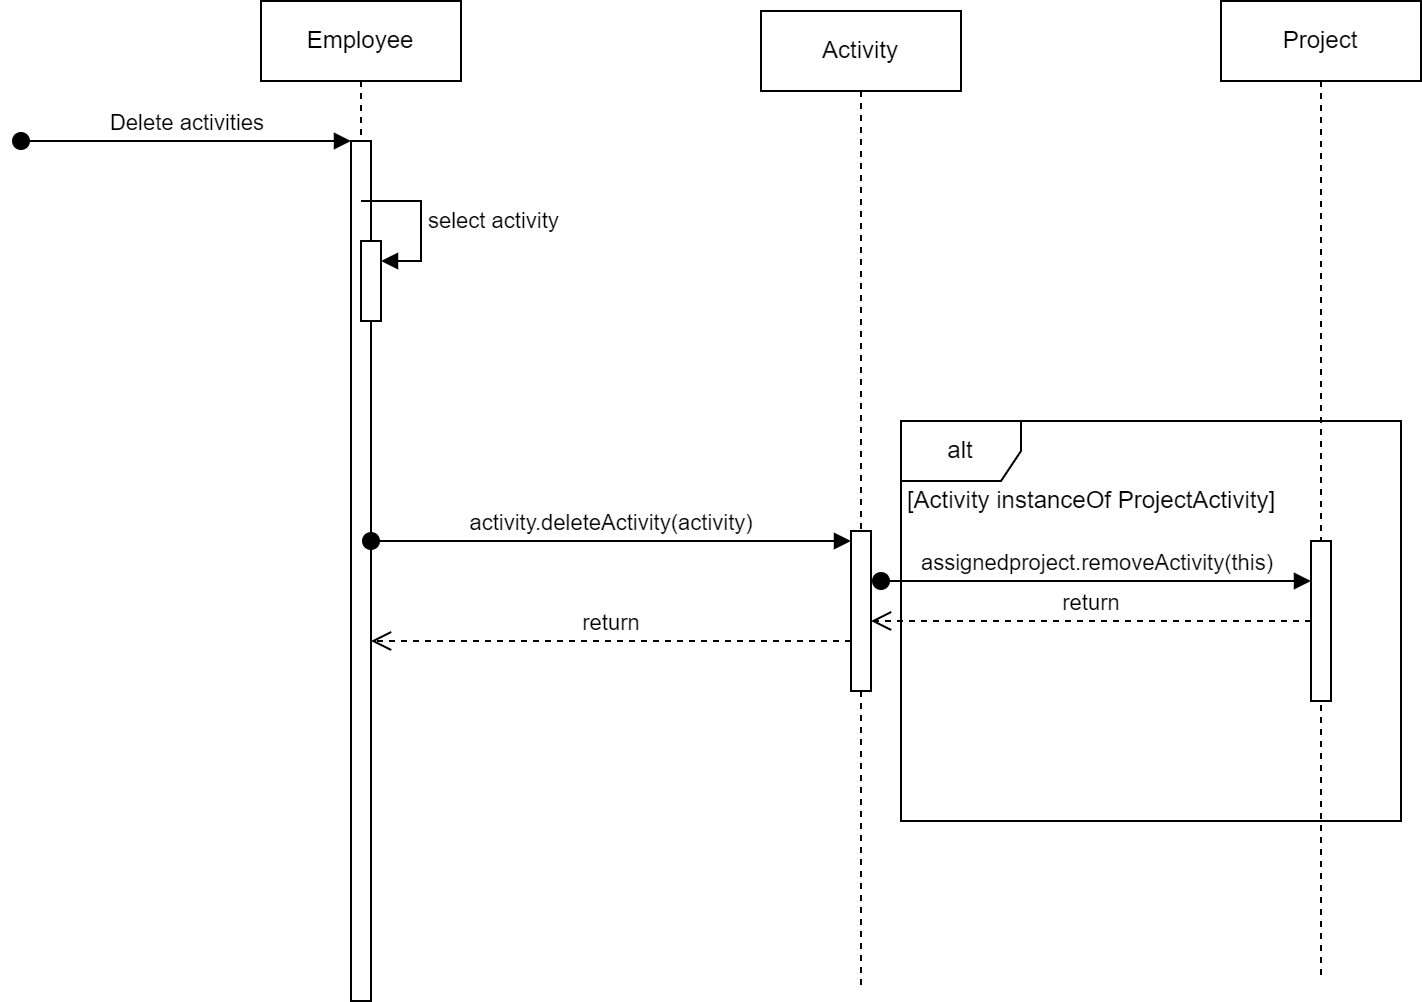 Employee
Activity
Project
Delete activities
select activity
alt
[Activity instanceOf ProjectActivity]
activity.deleteActivity(activity)
assignedproject.removeActivity(this)
return
return